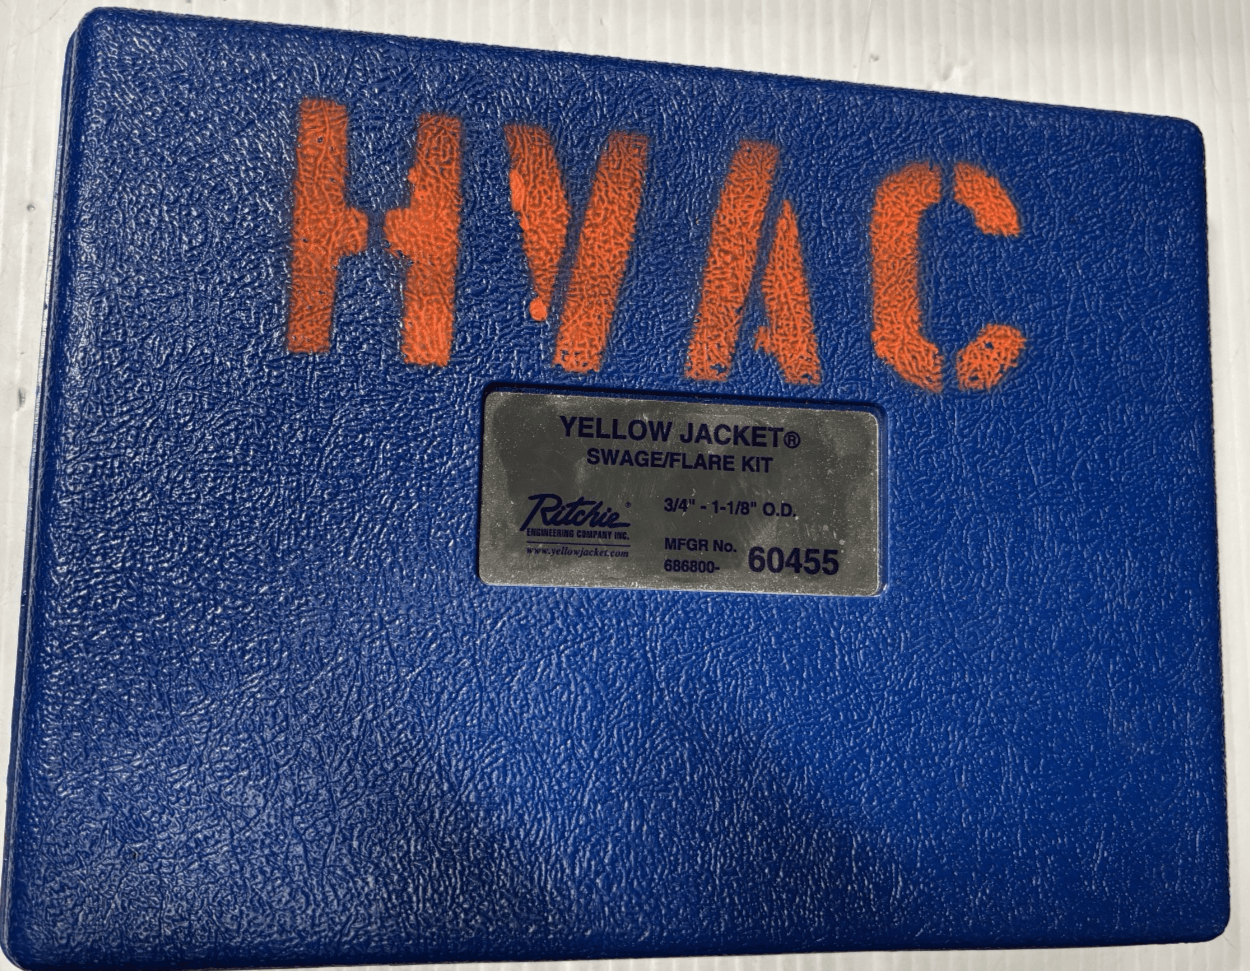 HVAC
YELLOW JACKET®
SWAGE/FLARE KIT
Ritchie®
ENGINEERING COMPANY INC.
www.yellowjacket.com
3/4" - 1-1/8" O.D.
MFGR No. 60455
686800-